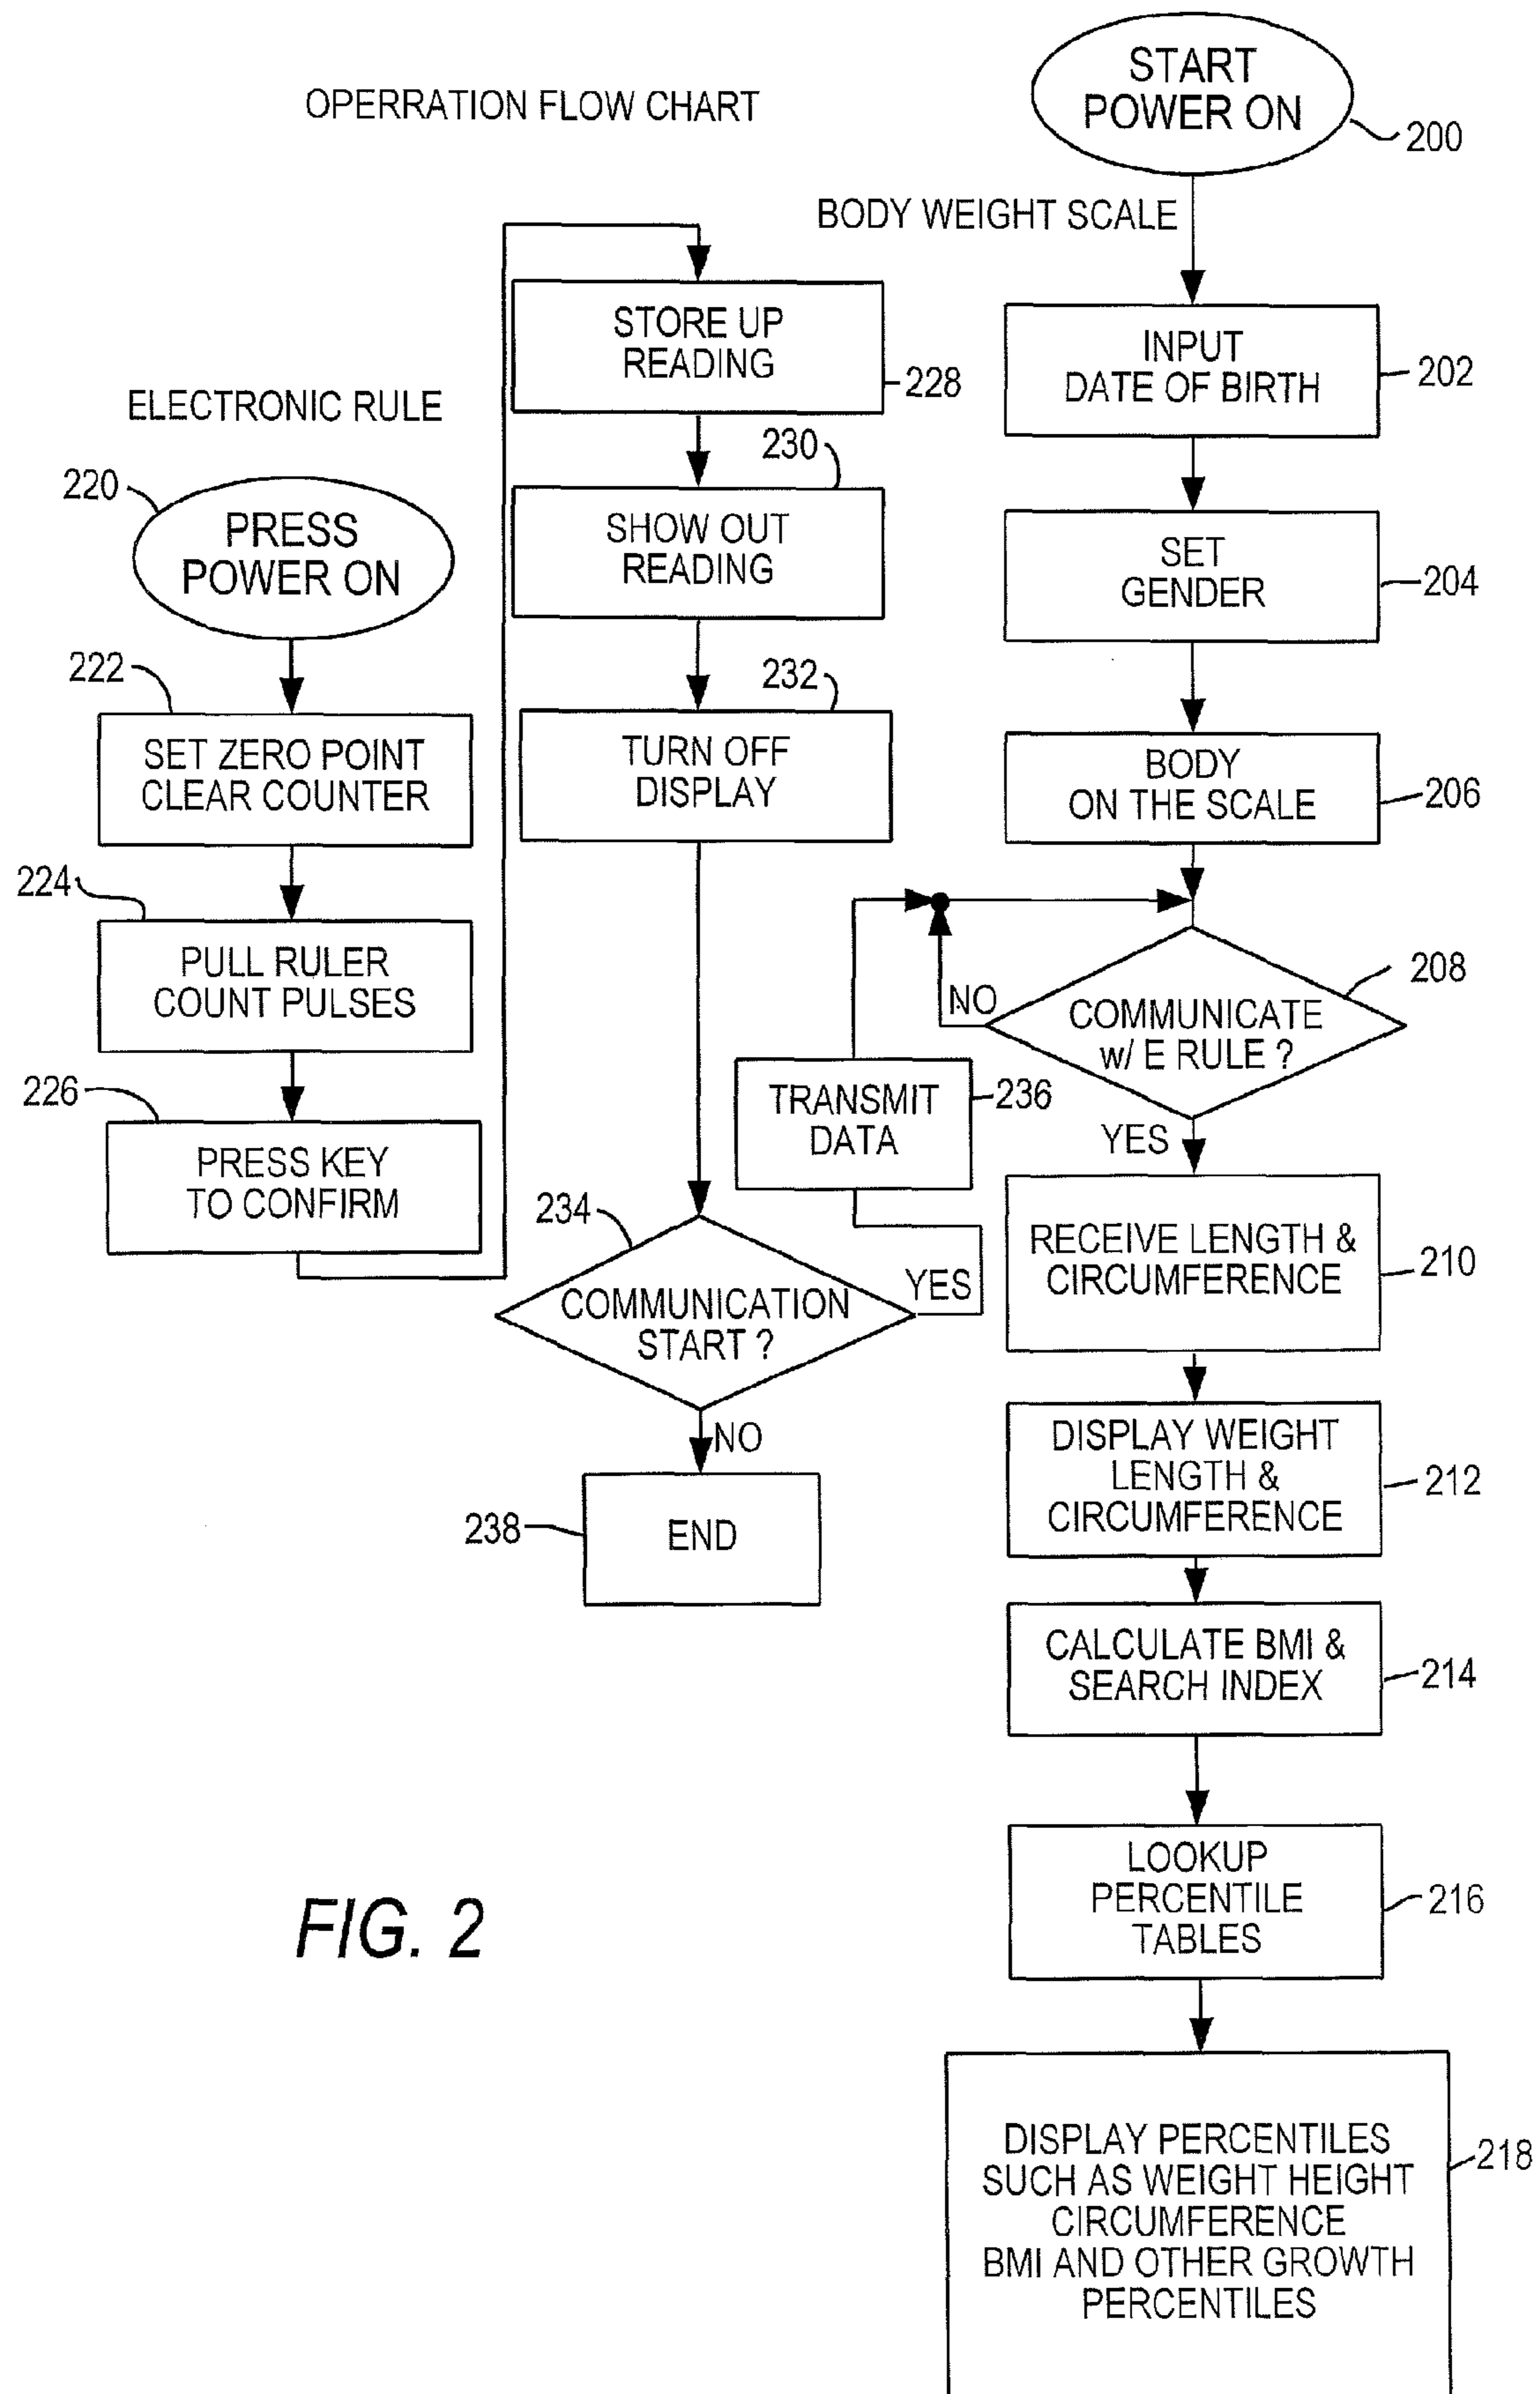 OPERRATION FLOW CHART
START
POWER ON
200
BODY WEIGHT SCALE
INPUT
DATE OF BIRTH
202
SET
GENDER
204
BODY
ON THE SCALE
206
COMMUNICATE
w/ E RULE ?
208
NO
YES
RECEIVE LENGTH &
CIRCUMFERENCE
210
DISPLAY WEIGHT
LENGTH &
CIRCUMFERENCE
212
CALCULATE BMI &
SEARCH INDEX
214
LOOKUP
PERCENTILE
TABLES
216
DISPLAY PERCENTILES
SUCH AS WEIGHT HEIGHT
CIRCUMFERENCE
BMI AND OTHER GROWTH
PERCENTILES
218
ELECTRONIC RULE
220
PRESS
POWER ON
222
SET ZERO POINT
CLEAR COUNTER
224
PULL RULER
COUNT PULSES
226
PRESS KEY
TO CONFIRM
STORE UP
READING
228
230
SHOW OUT
READING
232
TURN OFF
DISPLAY
234
COMMUNICATION
START ?
YES
TRANSMIT
DATA
236
NO
238
END
FIG. 2